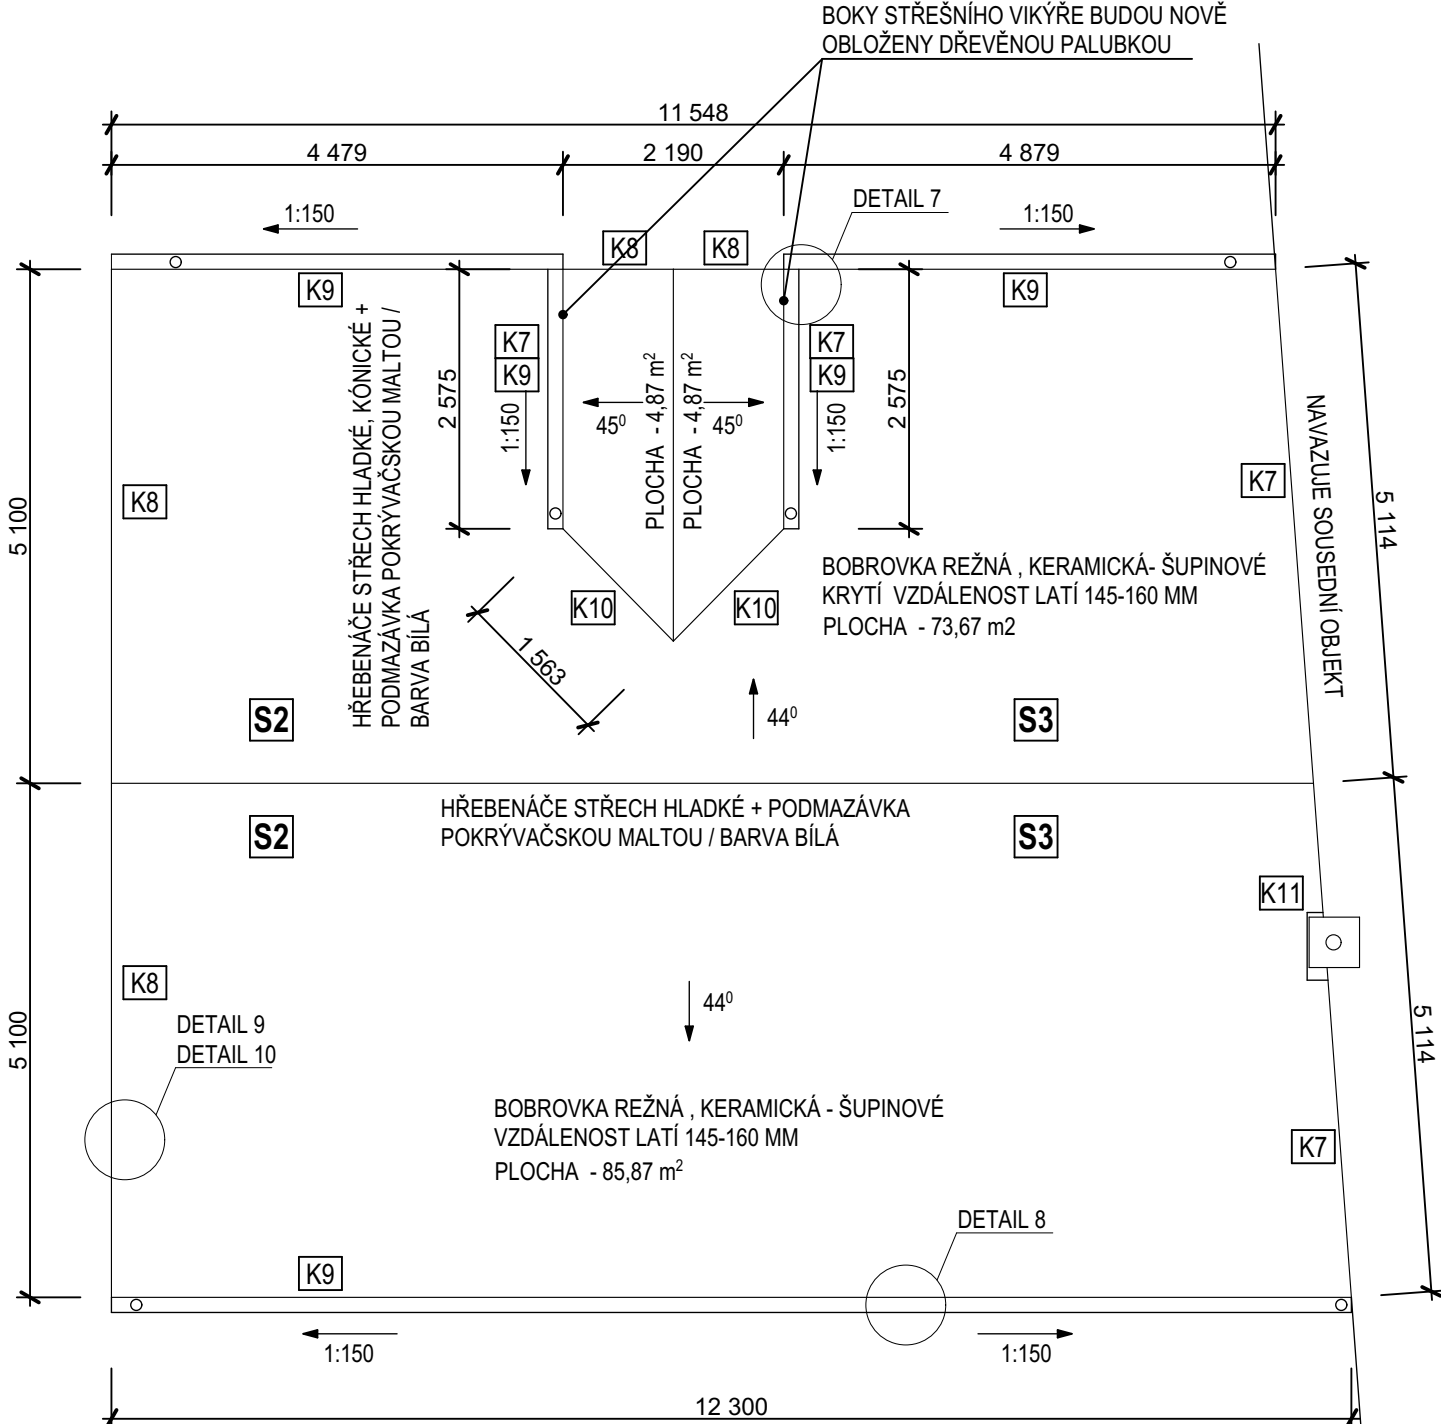 BOKY STŘEŠNÍHO VIKÝŘE BUDOU NOVĚ
OBLOŽENY DŘEVĚNOU PALUBKOU
11 548
4 479
2 190
4 879
1:150
DETAIL 7
1:150
K8
K8
K9
K9
HŘEBENÁČE STŘECH HLADKÉ, KÓNICKÉ +
PODMAZÁVKA POKRÝVAČSKOU MALTOU /
BARVA BÍLÁ
2 575
K7
K9
1:150
45⁰
PLOCHA - 4,87 m²
PLOCHA - 4,87 m²
45⁰
K7
K9
1:150
2 575
NAVAZUJE SOUSEDNÍ OBJEKT
K8
K7
5 100
5 114
BOBROVKA REŽNÁ , KERAMICKÁ- ŠUPINOVÉ
KRYTÍ VZDÁLENOST LATÍ 145-160 MM
PLOCHA - 73,67 m2
K10
K10
1 563
S2
44⁰
S3
HŘEBENÁČE STŘECH HLADKÉ + PODMAZÁVKA
POKRÝVAČSKOU MALTOU / BARVA BÍLÁ
S2
S3
K11
K8
44⁰
5 100
5 114
DETAIL 9
DETAIL 10
BOBROVKA REŽNÁ , KERAMICKÁ - ŠUPINOVÉ
VZDÁLENOST LATÍ 145-160 MM
PLOCHA - 85,87 m²
K7
DETAIL 8
K9
1:150
1:150
12 300